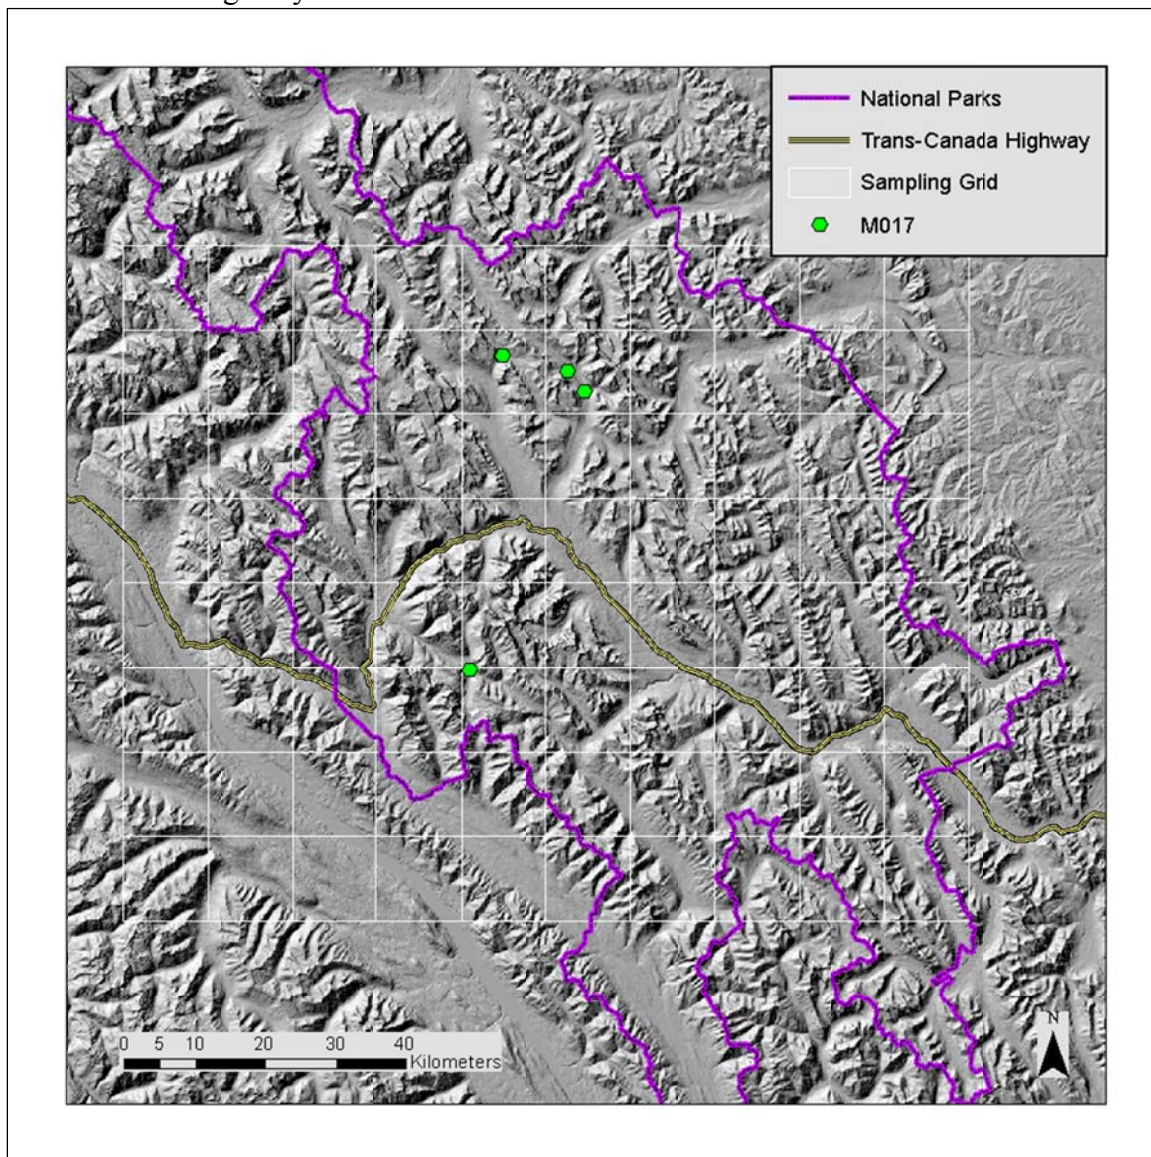 National Parks
Trans-Canada Highway
Sampling Grid
M017
N
0 5 10 20 30 40
Kilometers